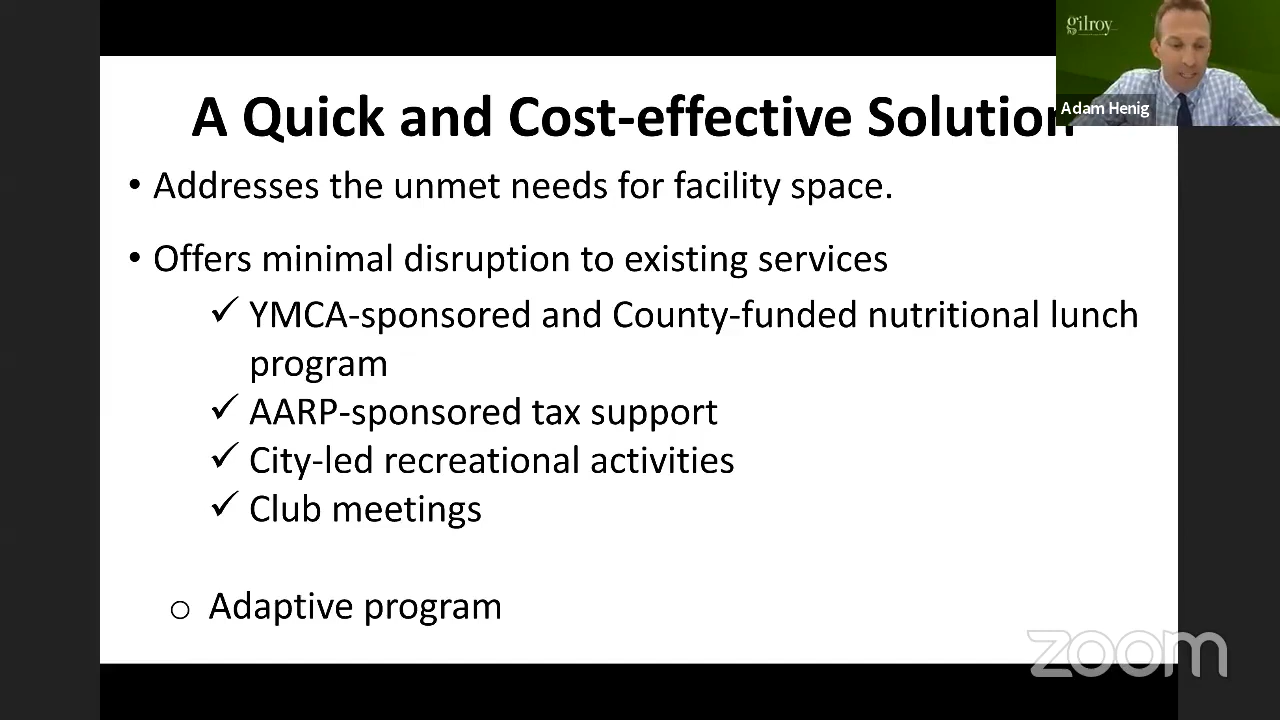 gilroy
Adam Henig
A Quick and Cost-effective Solution
• Addresses the unmet needs for facility space.
• Offers minimal disruption to existing services
✓ YMCA-sponsored and County-funded nutritional lunch
program
✓ AARP-sponsored tax support
✓ City-led recreational activities
✓ Club meetings
o Adaptive program
zoom